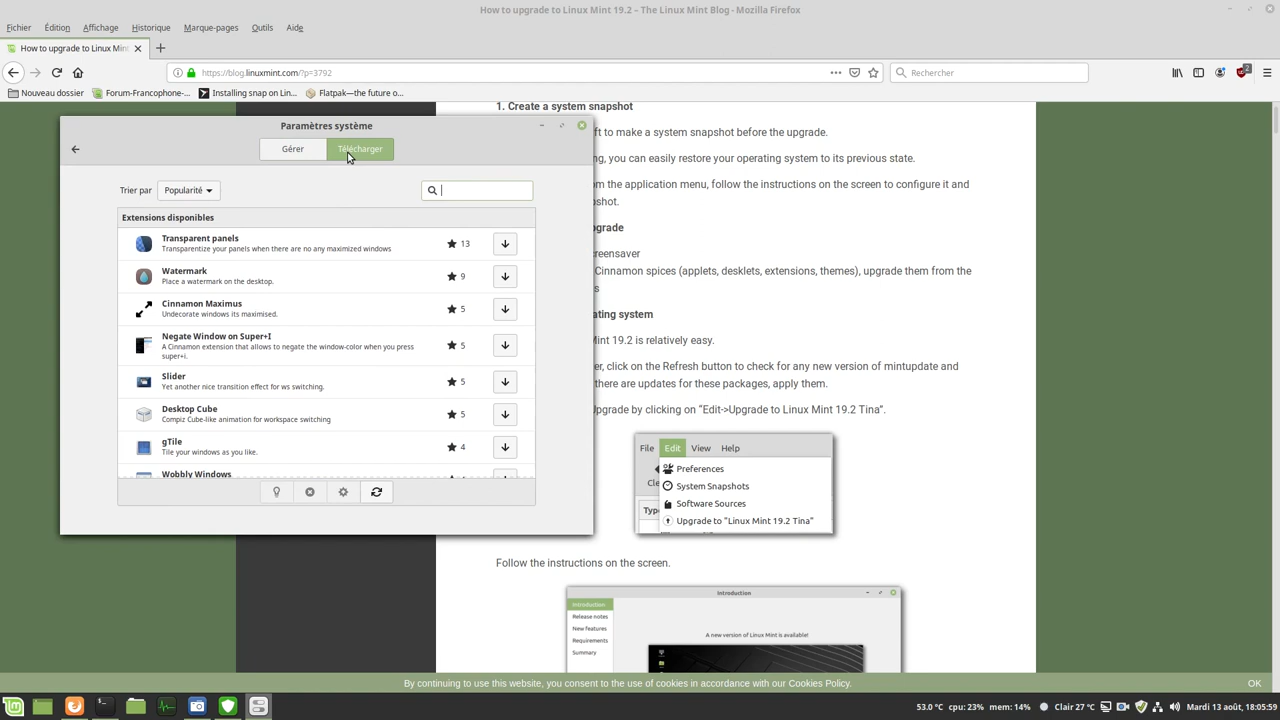 How to upgrade to Linux Mint 19.2 – The Linux Mint Blog - Mozilla Firefox
Fichier Édition Affichage Historique Marque-pages Outils Aide
How to upgrade to Linux Mint
https://blog.linuxmint.com/?p=3792
Rechercher
2
Nouveau dossier
Forum-Francophone-...
Installing snap on Lin...
Flatpak—the future o...
1. Create a system snapshot
ft to make a system snapshot before the upgrade.
ng, you can easily restore your operating system to its previous state.
om the application menu, follow the instructions on the screen to configure it and
shot.
grade
creensaver
Cinnamon spices (applets, desklets, extensions, themes), upgrade them from the
s
ating system
Mint 19.2 is relatively easy.
er, click on the Refresh button to check for any new version of mintupdate and
there are updates for these packages, apply them.
Upgrade by clicking on “Edit->Upgrade to Linux Mint 19.2 Tina”.
File Edit View Help
Preferences
Cle
System Snapshots
Software Sources
Typ
Upgrade to "Linux Mint 19.2 Tina"
Follow the instructions on the screen.
Introduction
Introduction
Release notes
New features
Requirements
Summary
A new version of Linux Mint is available!
Paramètres système
Gérer
Télécharger
Trier par
Popularité
Extensions disponibles
Transparent panels
Transparentize your panels when there are no any maximized windows
13
Watermark
Place a watermark on the desktop.
9
Cinnamon Maximus
Undecorate windows its maximised.
5
Negate Window on Super+I
A Cinnamon extension that allows to negate the window-color when you press
super+i.
5
Slider
Yet another nice transition effect for ws switching.
5
Desktop Cube
Compiz Cube-like animation for workspace switching
5
gTile
Tile your windows as you like.
4
Wobbly Windows
By continuing to use this website, you consent to the use of cookies in accordance with our Cookies Policy.
OK
53.0 °C cpu: 23% mem: 14%
Clair 27 °C
Mardi 13 août, 18:05:59